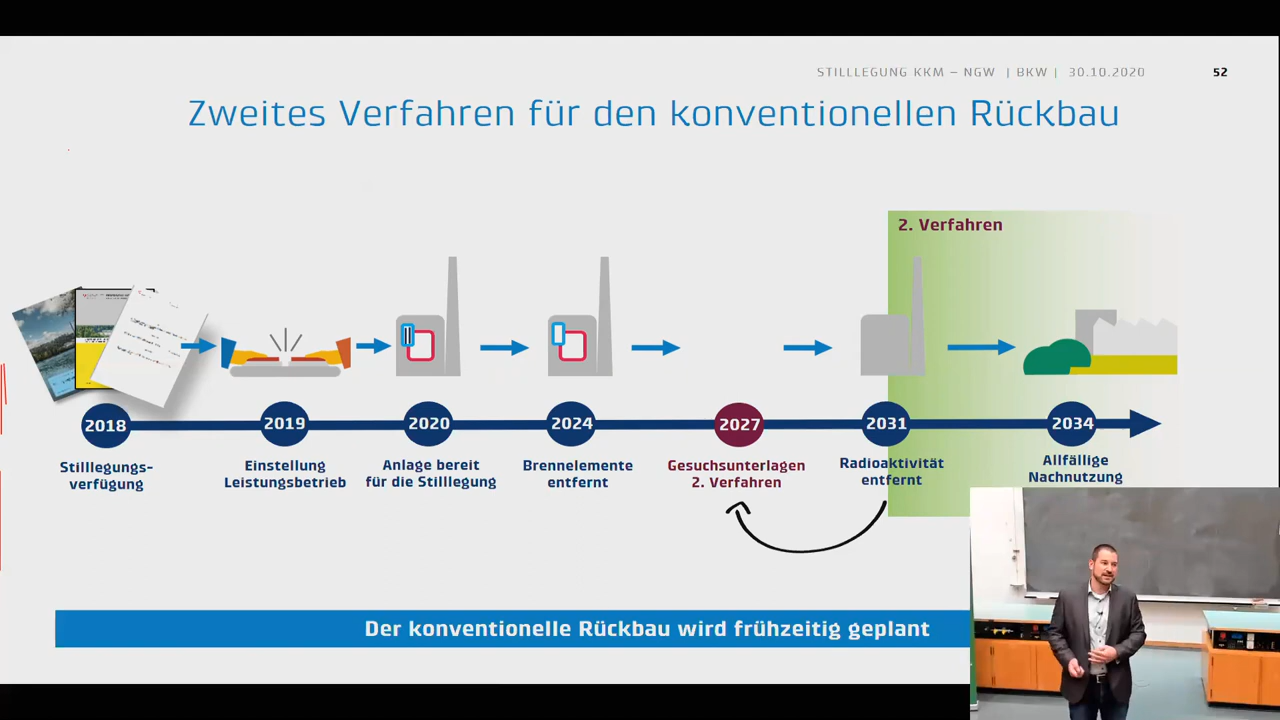 STILLLEGUNG KKM – NGW | BKW | 30.10.2020 52
Zweites Verfahren für den konventionellen Rückbau
2. Verfahren
2018
2019
2020
2024
2027
2031
2034
Stilllegungs-
verfügung
Einstellung
Leistungsbetrieb
Anlage bereit
für die Stilllegung
Brennelemente
entfernt
Gesuchsunterlagen
2. Verfahren
Radioaktivität
entfernt
Allfällige
Nachnutzung
Der konventionelle Rückbau wird frühzeitig geplant